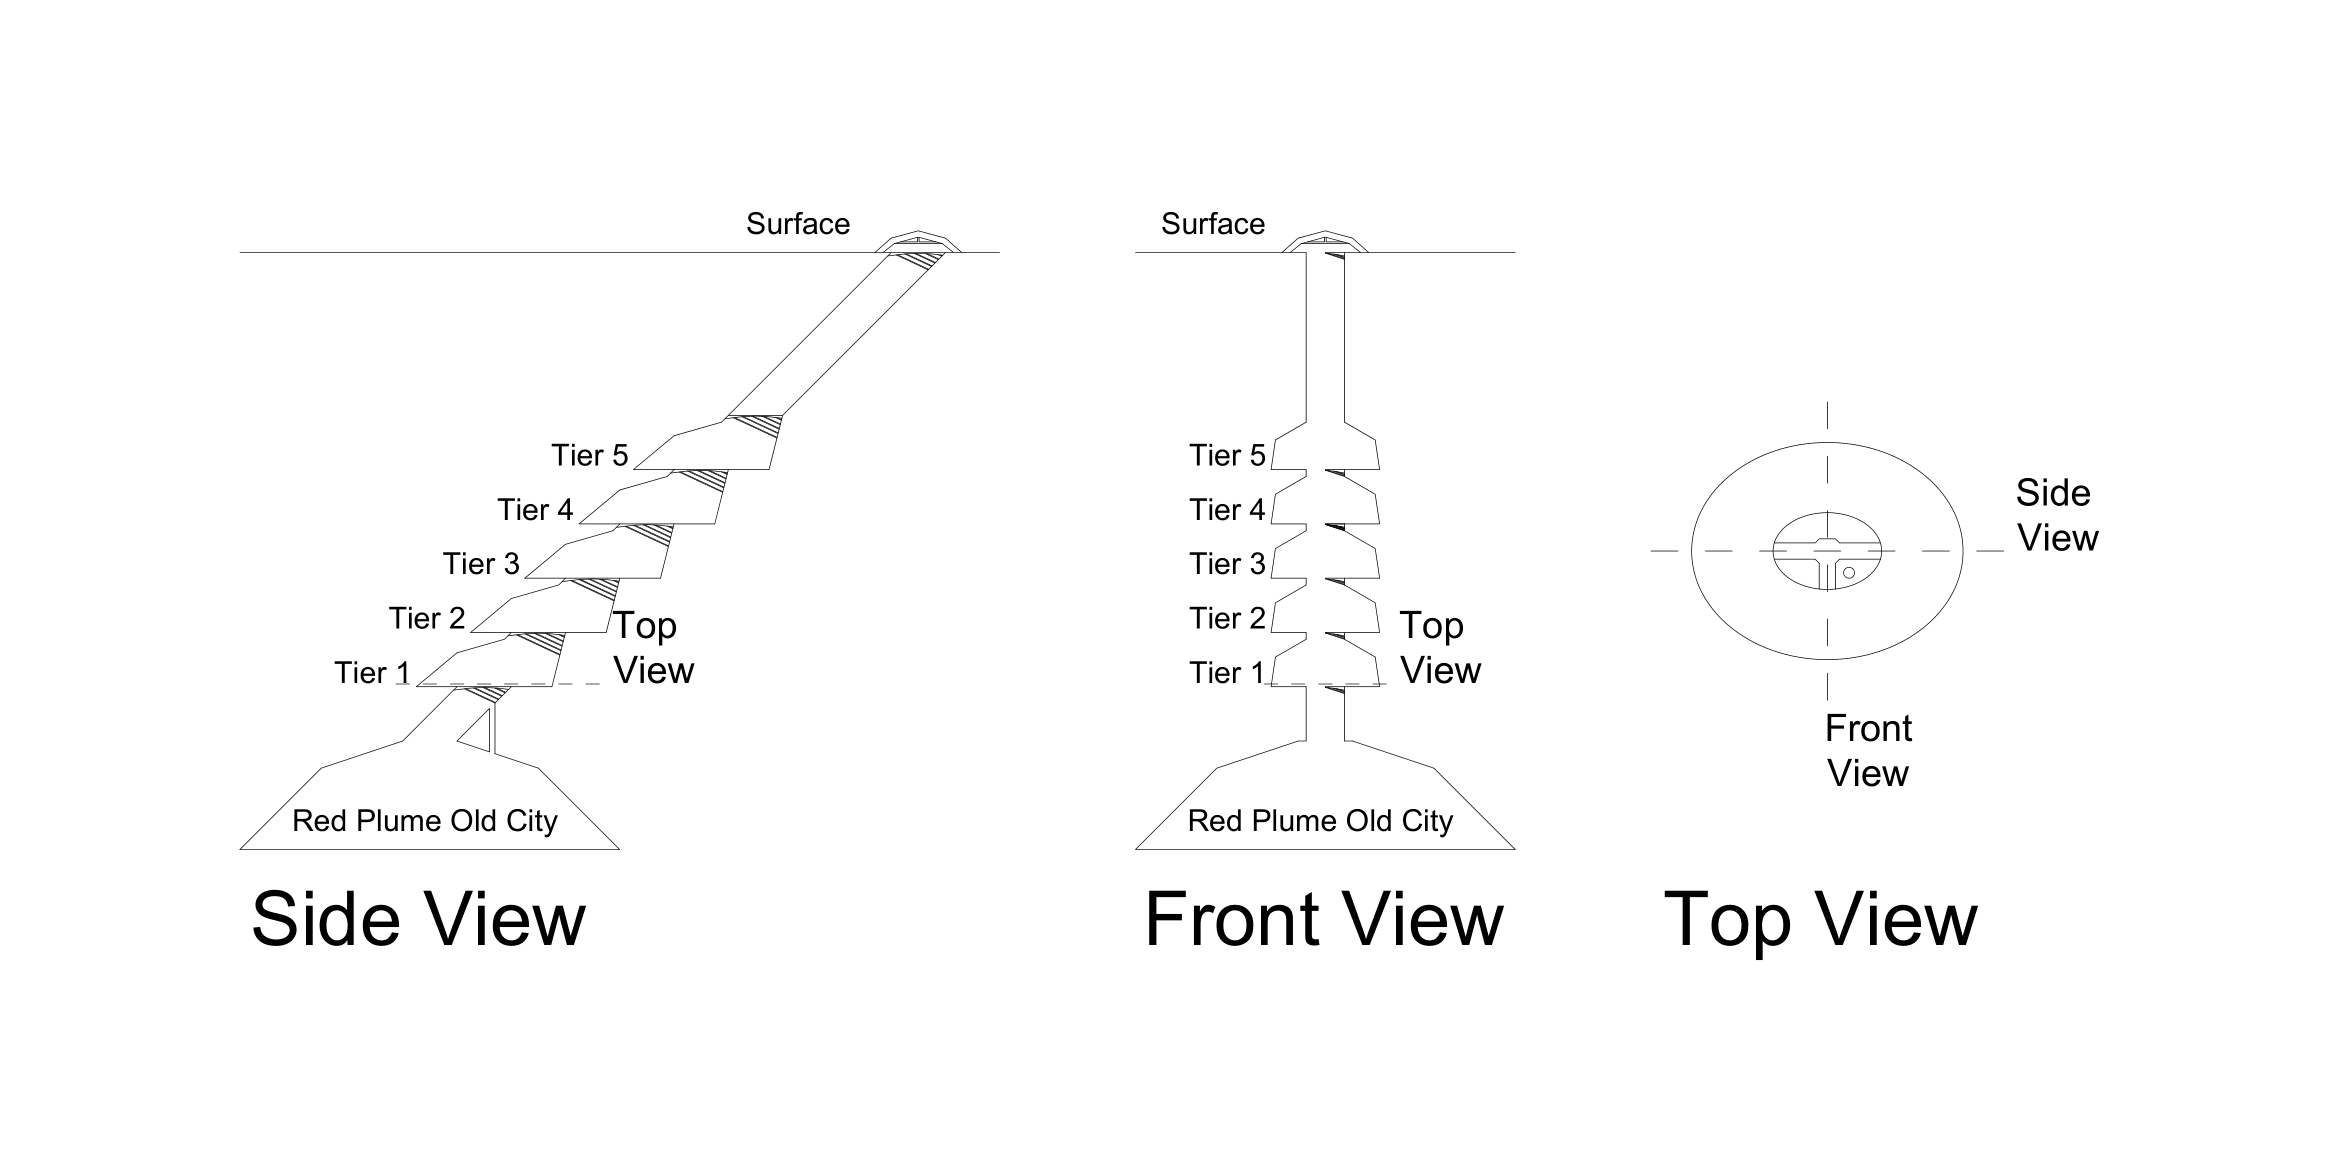 Surface
Tier 5
Tier 4
Tier 3
Tier 2
Top
View
Tier 1
Red Plume Old City
Side View
Surface
Tier 5
Tier 4
Tier 3
Tier 2
Top
View
Tier 1
Red Plume Old City
Front View
Side
View
Front
View
Top View